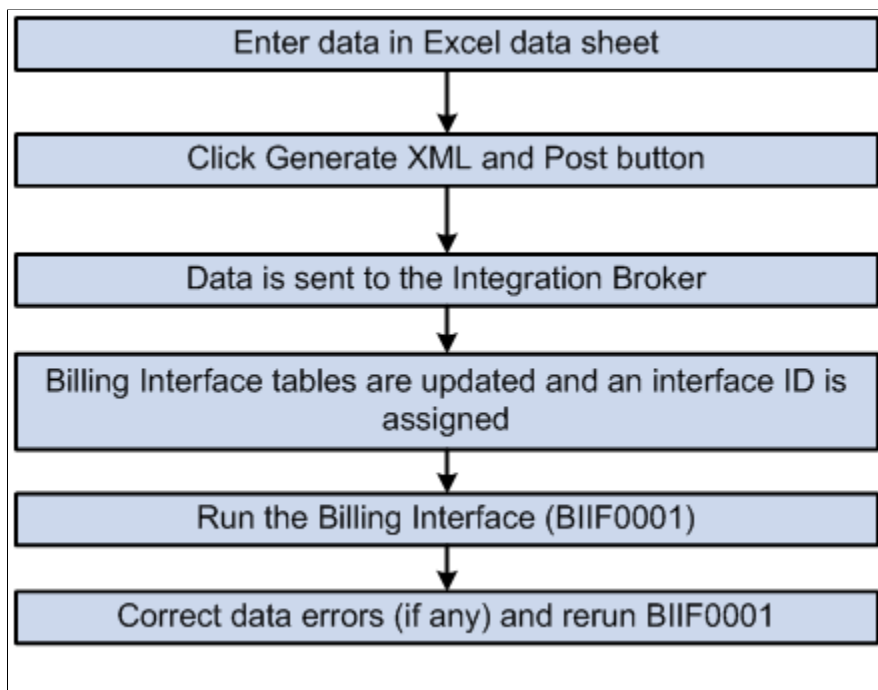 Enter data in Excel data sheet
Click Generate XML and Post button
Data is sent to the Integration Broker
Billing Interface tables are updated and an interface ID is
assigned
Run the Billing Interface (BIIF0001)
Correct data errors (if any) and rerun BIIF0001